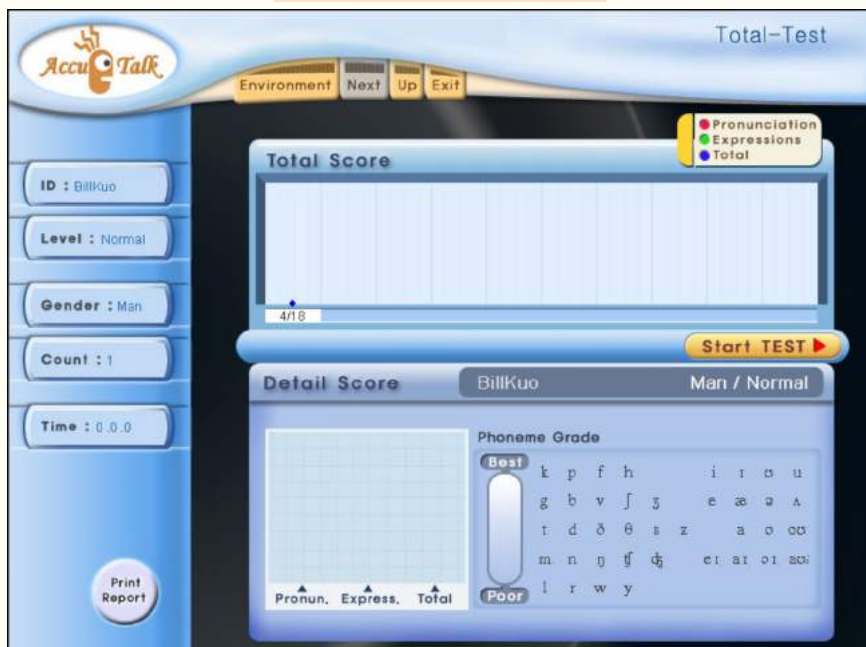 Accu Talk
Total-Test
Environment Next Up Exit
Pronunciation
Expressions
Total
Total Score
ID : BillKuo
Level : Normal
Gender : Man
4/18
Count : 1
Start TEST
Detail Score BillKuo Man / Normal
Time : 0.0.0
Phoneme Grade
Best
k p f h i ɪ ʊ u
g b v ʃ ʒ e æ ə ʌ
t d ð θ s z a ɔ oʊ
m n ŋ ʧ ʤ eɪ aɪ ɔɪ aʊ
l r w y
Poor
Pronun. Express. Total
Print
Report